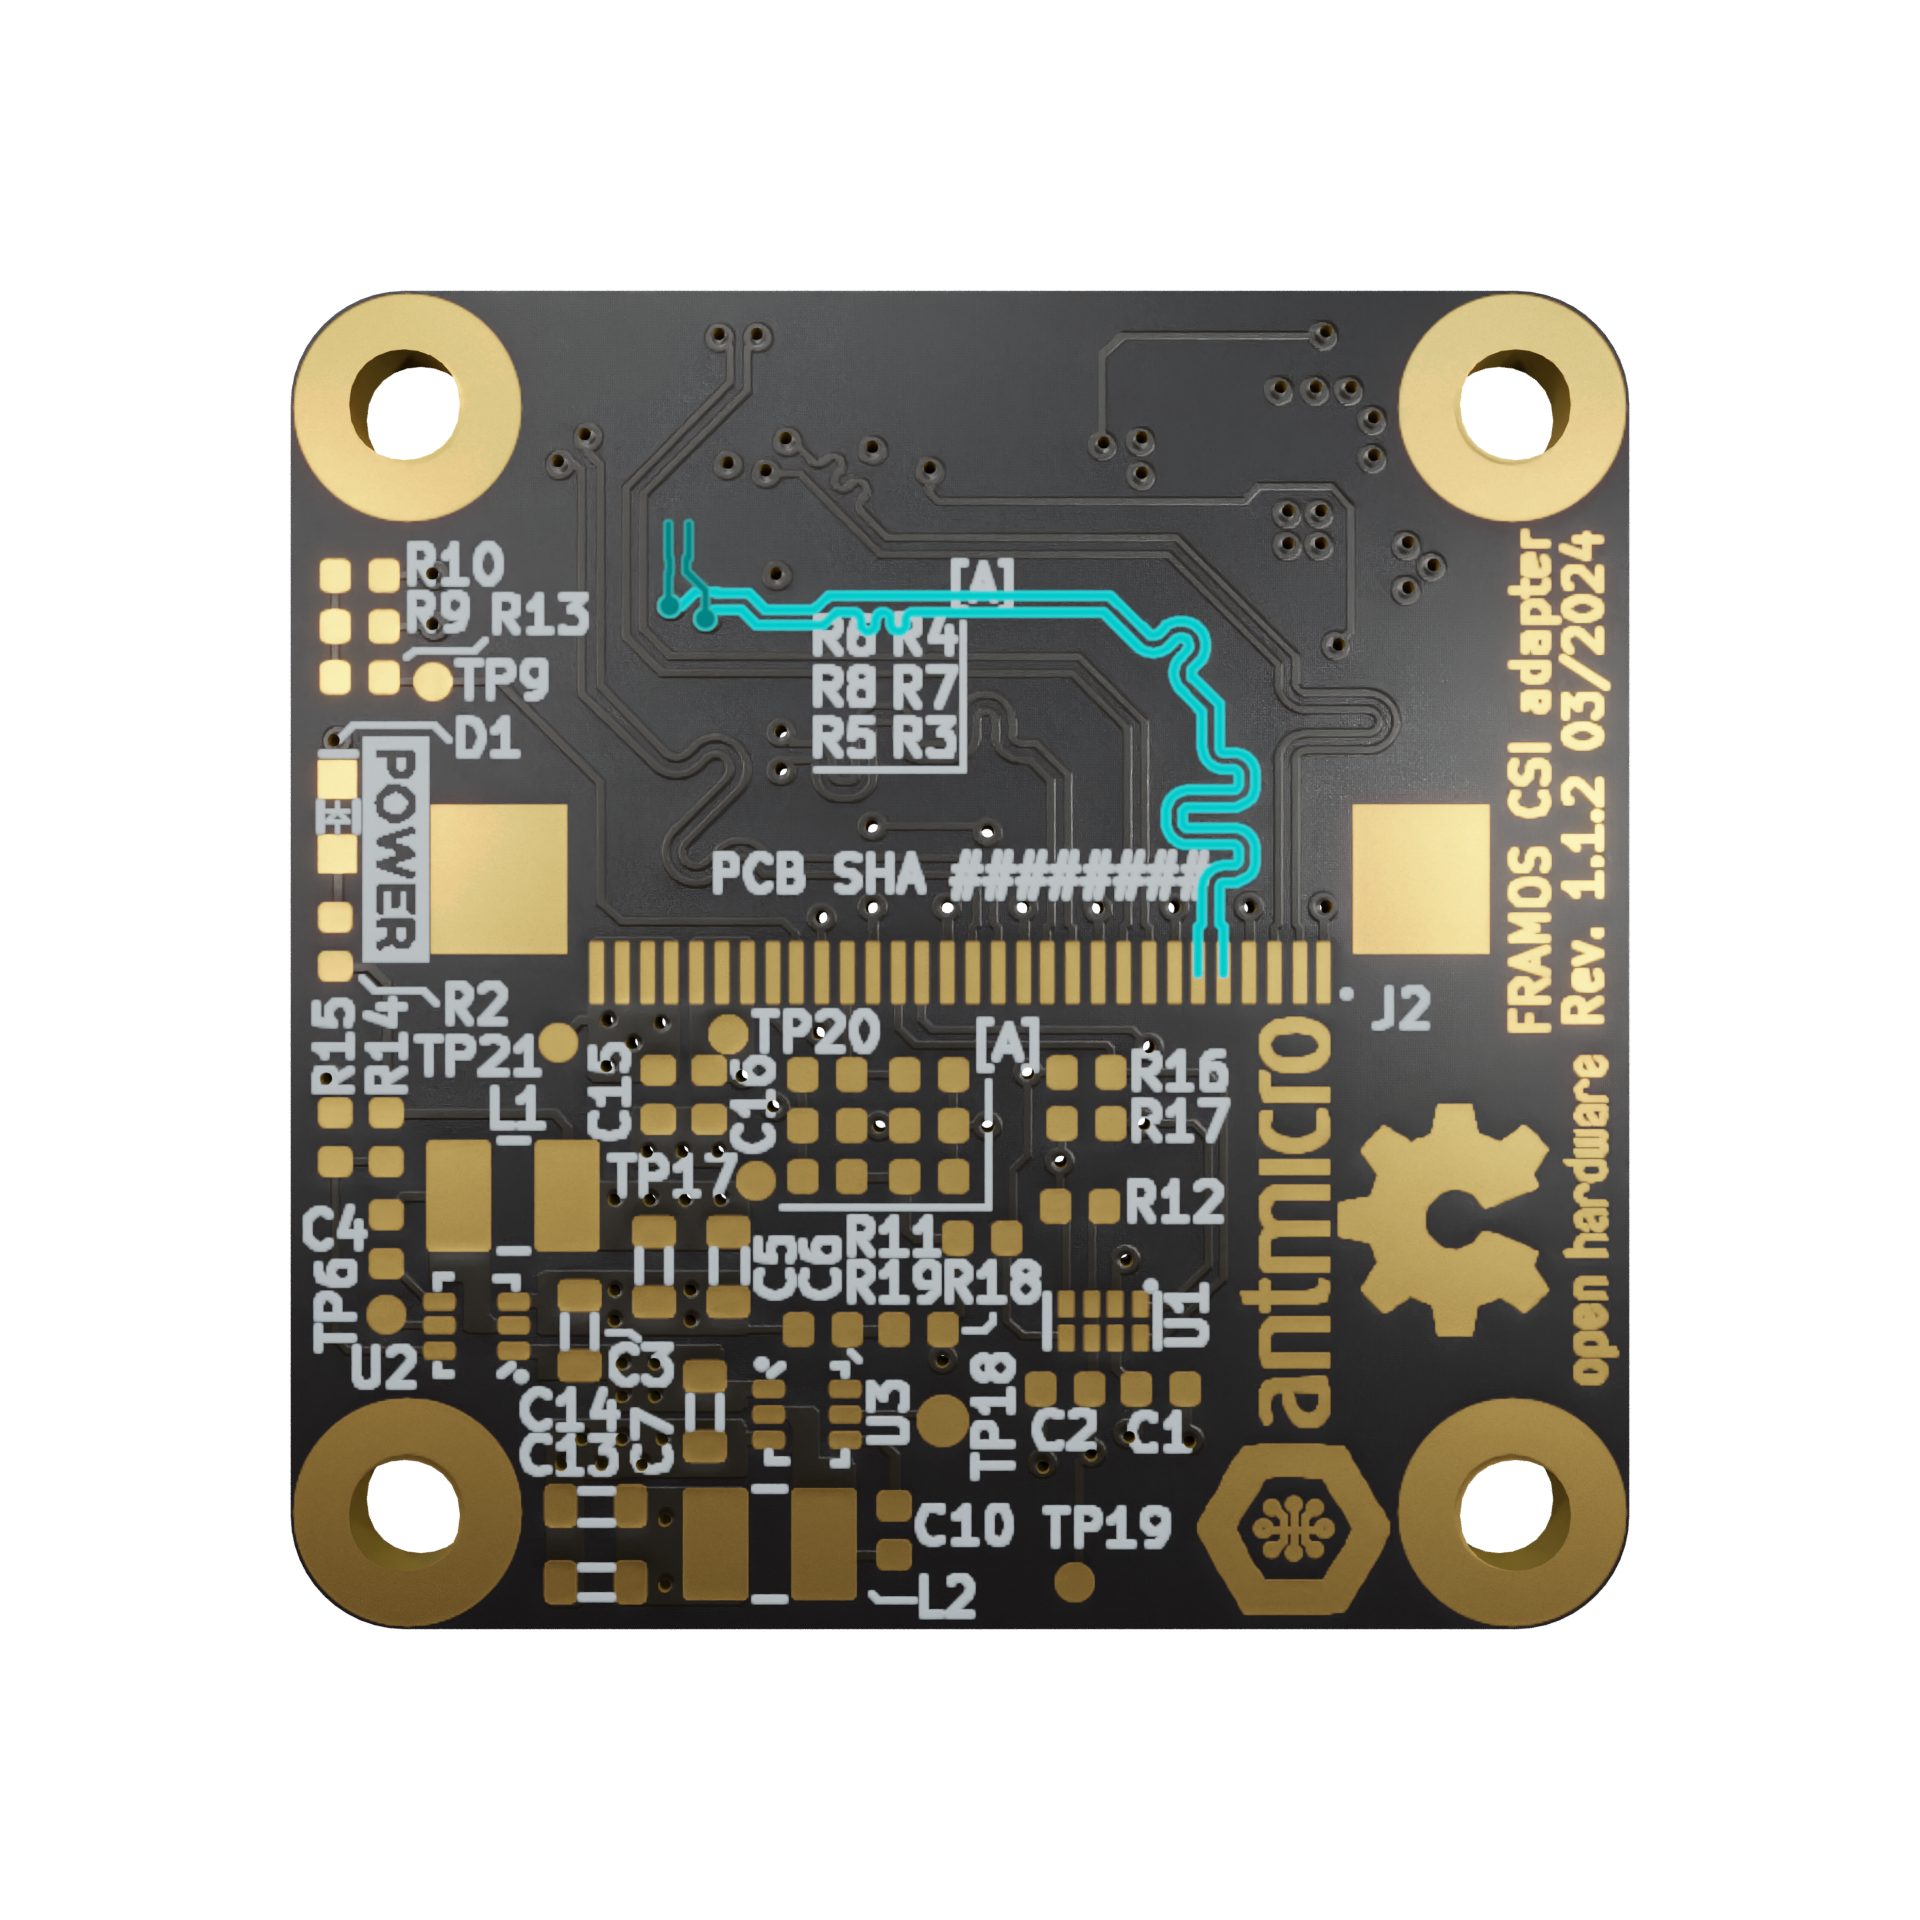 R10
R9 R13
TP9
D1
POWER
[A]
R6 R4
R8 R7
R5 R3
PCB SHA ########
FRAMOS CSI adapter
Rev. 1.1.2 03/2024
open hardware
antmicro
J2
R2
R15
R14
TP21
L1
TP20
C15
C16
[A]
R16
R17
TP17
R12
C4
TP6
U2
C5
C6
R11
R19 R18
U1
C3
C14
C13
C7
U3
TP18
C2 C1
C10
TP19
L2